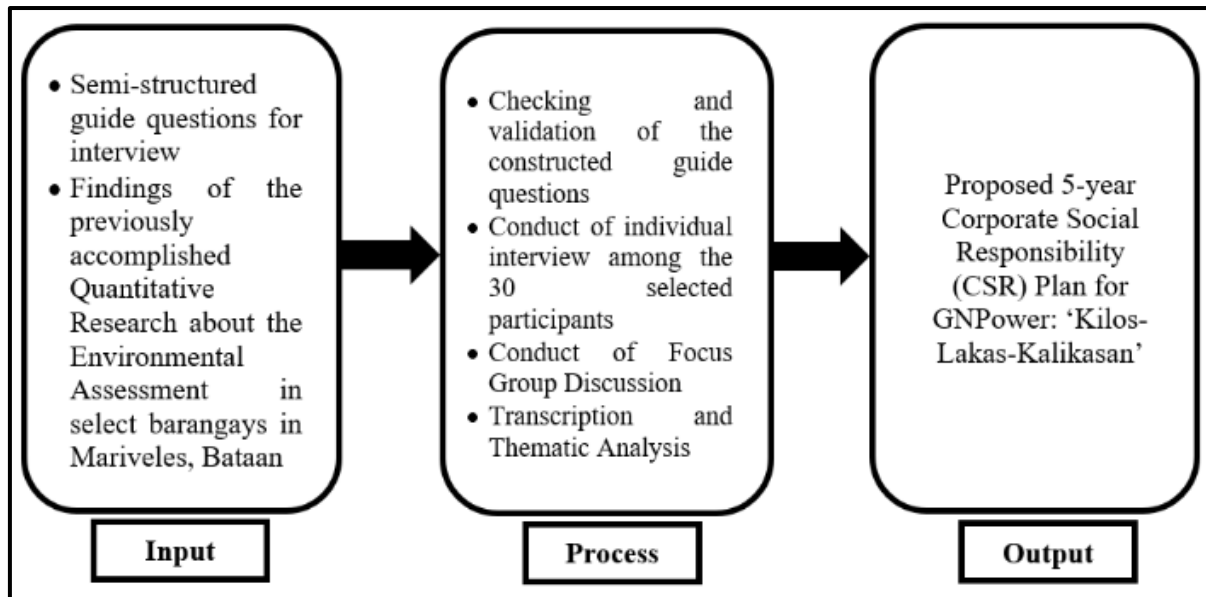 • Semi-structured
guide questions for
interview
• Findings of the
previously
accomplished
Quantitative
Research about the
Environmental
Assessment in
select barangays in
Mariveles, Bataan
Input
• Checking and
validation of the
constructed guide
questions
• Conduct of individual
interview among the
30 selected
participants
• Conduct of Focus
Group Discussion
• Transcription and
Thematic Analysis
Process
Proposed 5-year
Corporate Social
Responsibility
(CSR) Plan for
GNPower: ‘Kilos-
Lakas-Kalikasan’
Output